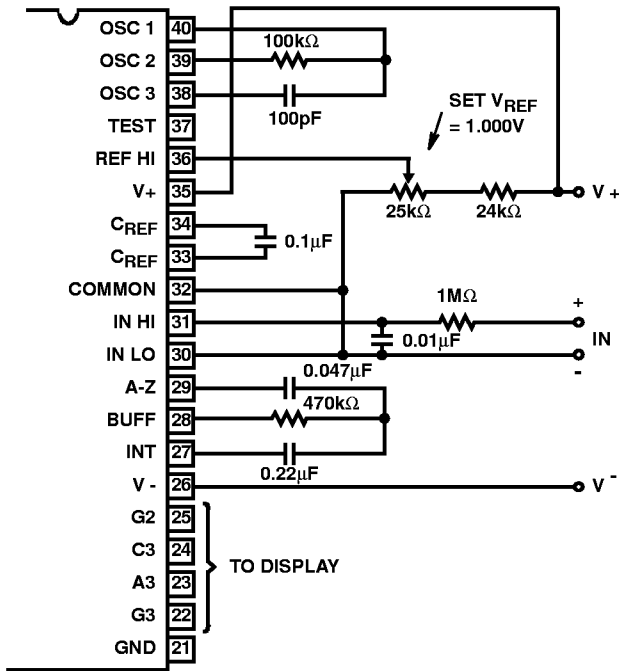 OSC 1 40
100kΩ
OSC 2 39
OSC 3 38
100pF
SET VREF
= 1.000V
TEST 37
REF HI 36
V+ 35
V +
25kΩ 24kΩ
CREF 34
0.1µF
CREF 33
COMMON 32
1MΩ
IN HI 31
+
0.01µF
IN
IN LO 30
-
0.047µF
A-Z 29
470kΩ
BUFF 28
INT 27
0.22µF
V - 26
V -
G2 25
C3 24
TO DISPLAY
A3 23
G3 22
GND 21